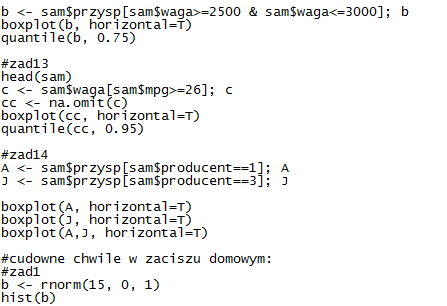 b <- sam$przysp[sam$waga>=2500 & sam$waga<=3000]; b
boxplot(b, horizontal=T)
quantile(b, 0.75)
#zad13
head(sam)
c <- sam$waga[sam$mpg>=26]; c
cc <- na.omit(c)
boxplot(cc, horizontal=T)
quantile(cc, 0.95)
#zad14
A <- sam$przysp[sam$producent==1]; A
J <- sam$przysp[sam$producent==3]; J
boxplot(A, horizontal=T)
boxplot(J, horizontal=T)
boxplot(A,J, horizontal=T)
#cudowne chwile w zaciszu domowym:
#zad1
b <- rnorm(15, 0, 1)
hist(b)